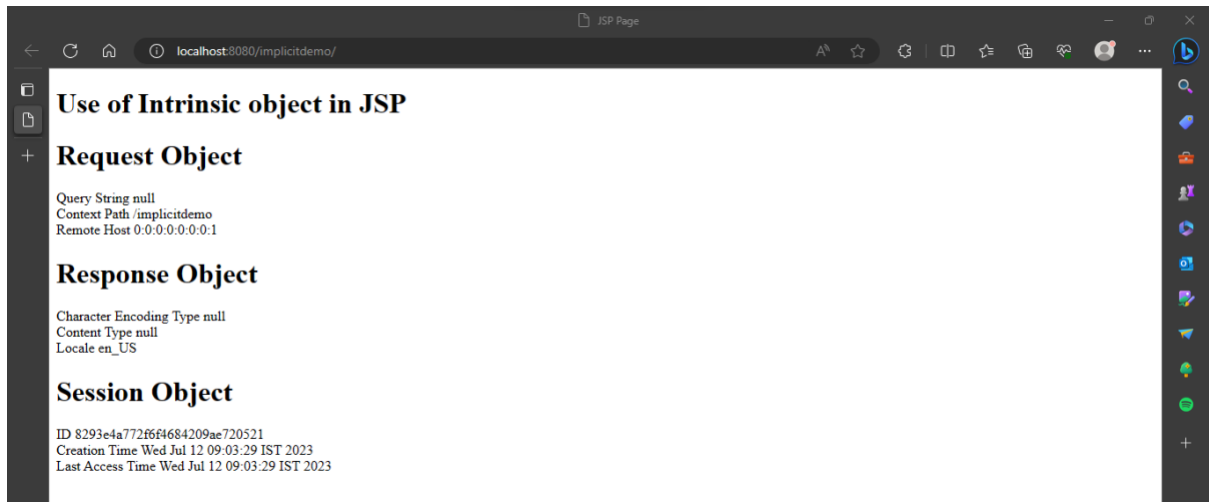 JSP Page
localhost:8080/implicitdemo/
Use of Intrinsic object in JSP
Request Object
Query String null
Context Path /implicitdemo
Remote Host 0:0:0:0:0:0:0:1
Response Object
Character Encoding Type null
Content Type null
Locale en_US
Session Object
ID 8293e4a772f6f4684209ae720521
Creation Time Wed Jul 12 09:03:29 IST 2023
Last Access Time Wed Jul 12 09:03:29 IST 2023